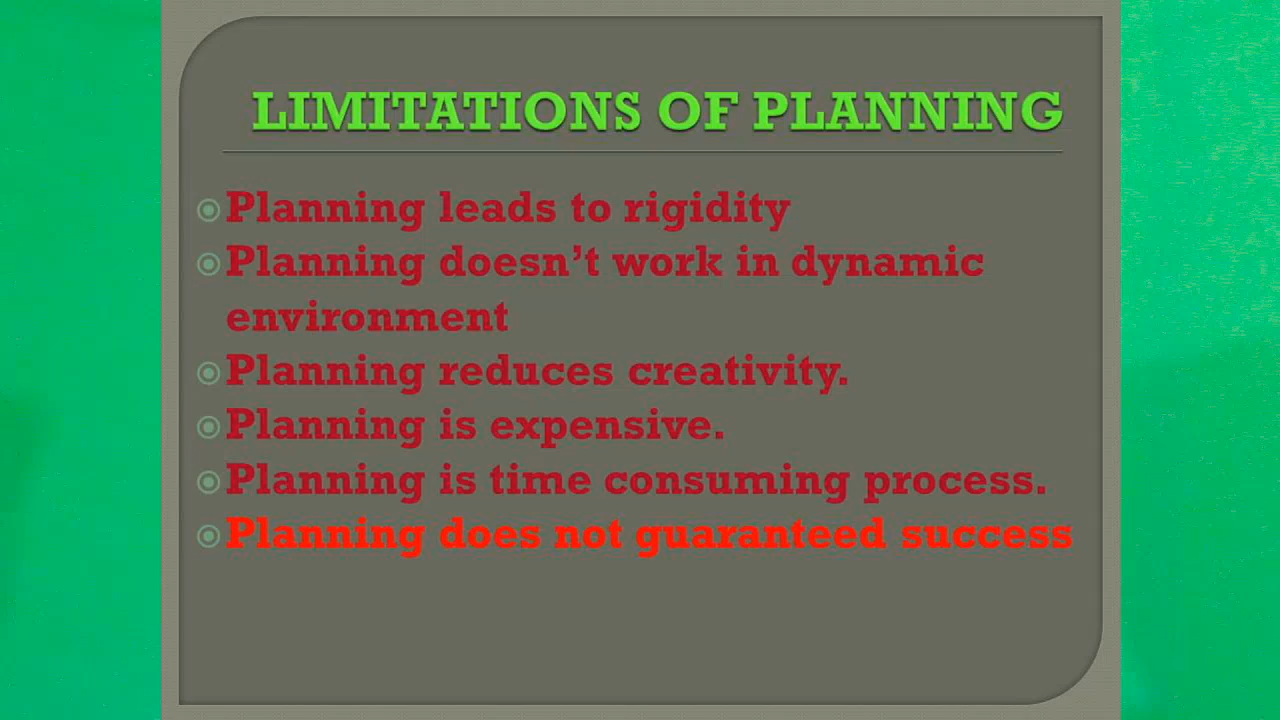 LIMITATIONS OF PLANNING
Planning leads to rigidity
Planning doesn’t work in dynamic
environment
Planning reduces creativity.
Planning is expensive.
Planning is time consuming process.
Planning does not guaranteed success